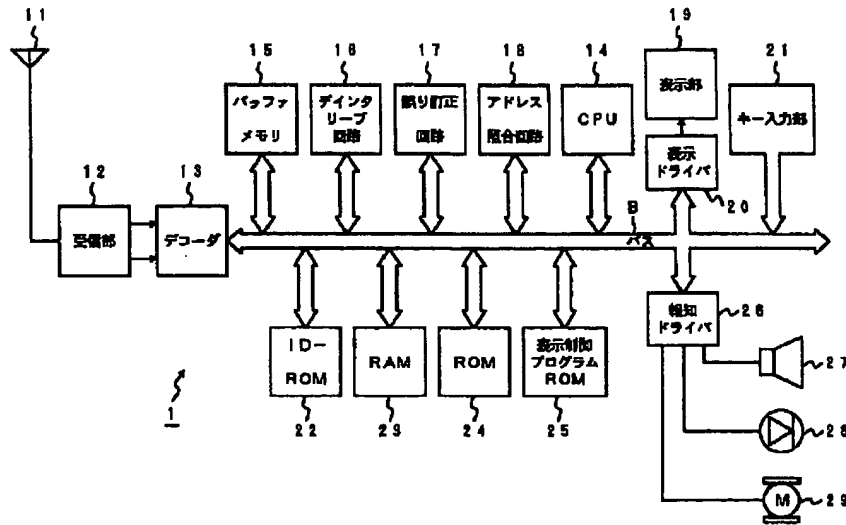 11
15
16
17
18
14
19
21
バッファ
メモリ
デインタ
リーブ
回路
誤り訂正
回路
アドレス
照合回路
CPU
表示部
キー入力部
表示
ドライバ
20
12
13
受信部
デコーダ
B
バス
ID-
ROM
RAM
ROM
表示制御
プログラム
ROM
報知
ドライバ
26
27
1
22
23
24
25
28
M
29